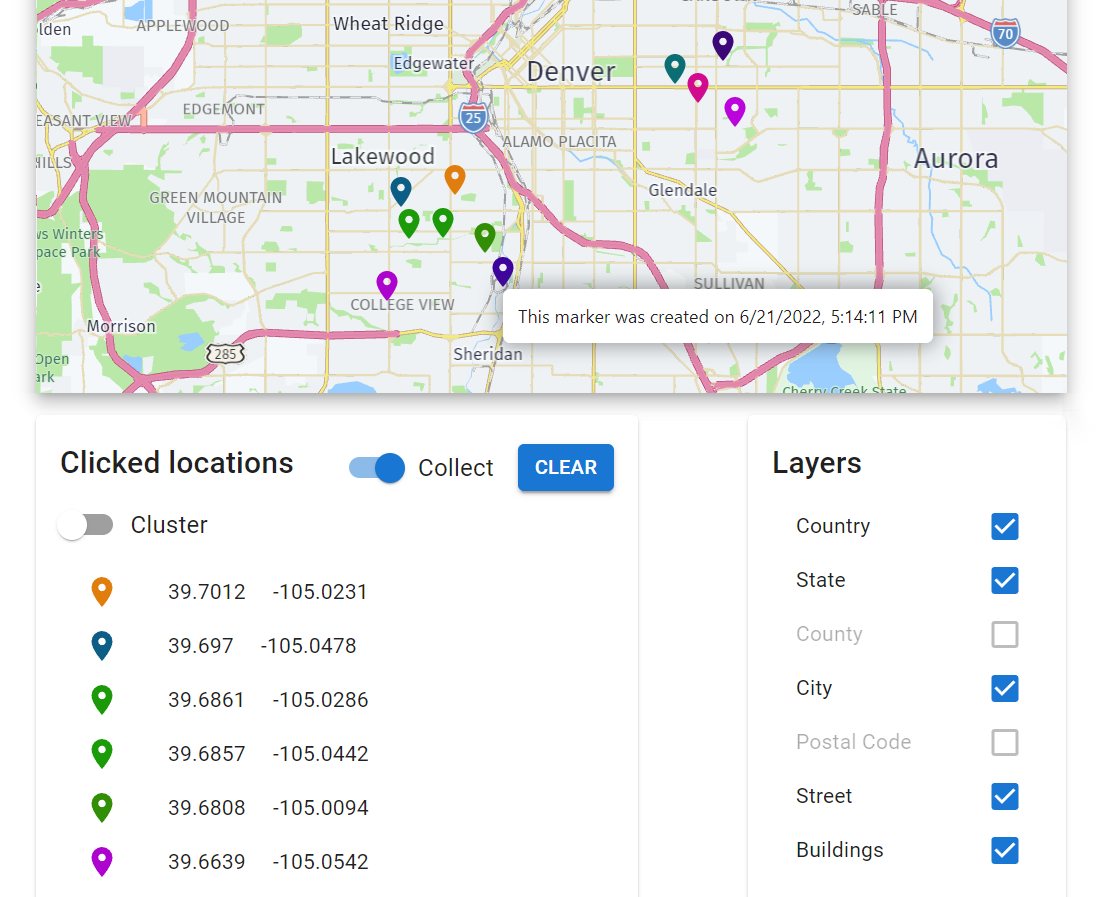 SABLE
Wheat Ridge
APPLEWOOD
lden
70
Edgewater
Denver
EDGEMONT
25
EASANT VIEW
ALAMO PLACITA
HILLS
Lakewood
Aurora
Glendale
GREEN MOUNTAIN
VILLAGE
ws Winters
pace Park
SULLIVAN
COLLEGE VIEW
e
This marker was created on 6/21/2022, 5:14:11 PM
Morrison
285
Sheridan
Open
ark
Cherry Creek State
Clicked locations
Collect
CLEAR
Cluster
39.7012 -105.0231
39.697 -105.0478
39.6861 -105.0286
39.6857 -105.0442
39.6808 -105.0094
39.6639 -105.0542
Layers
Country
State
County
City
Postal Code
Street
Buildings